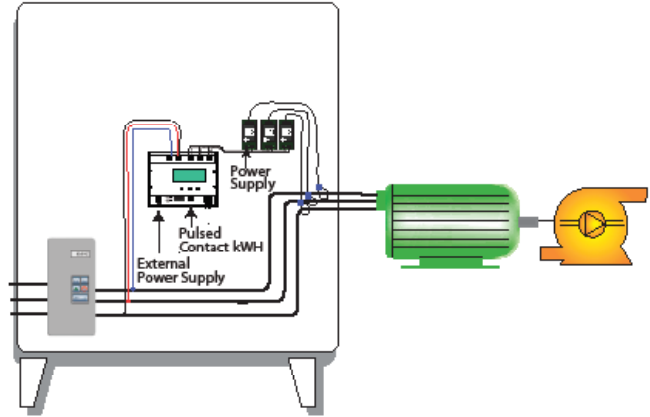 Power
Supply
Pulsed
Contact kWH
External
Power Supply